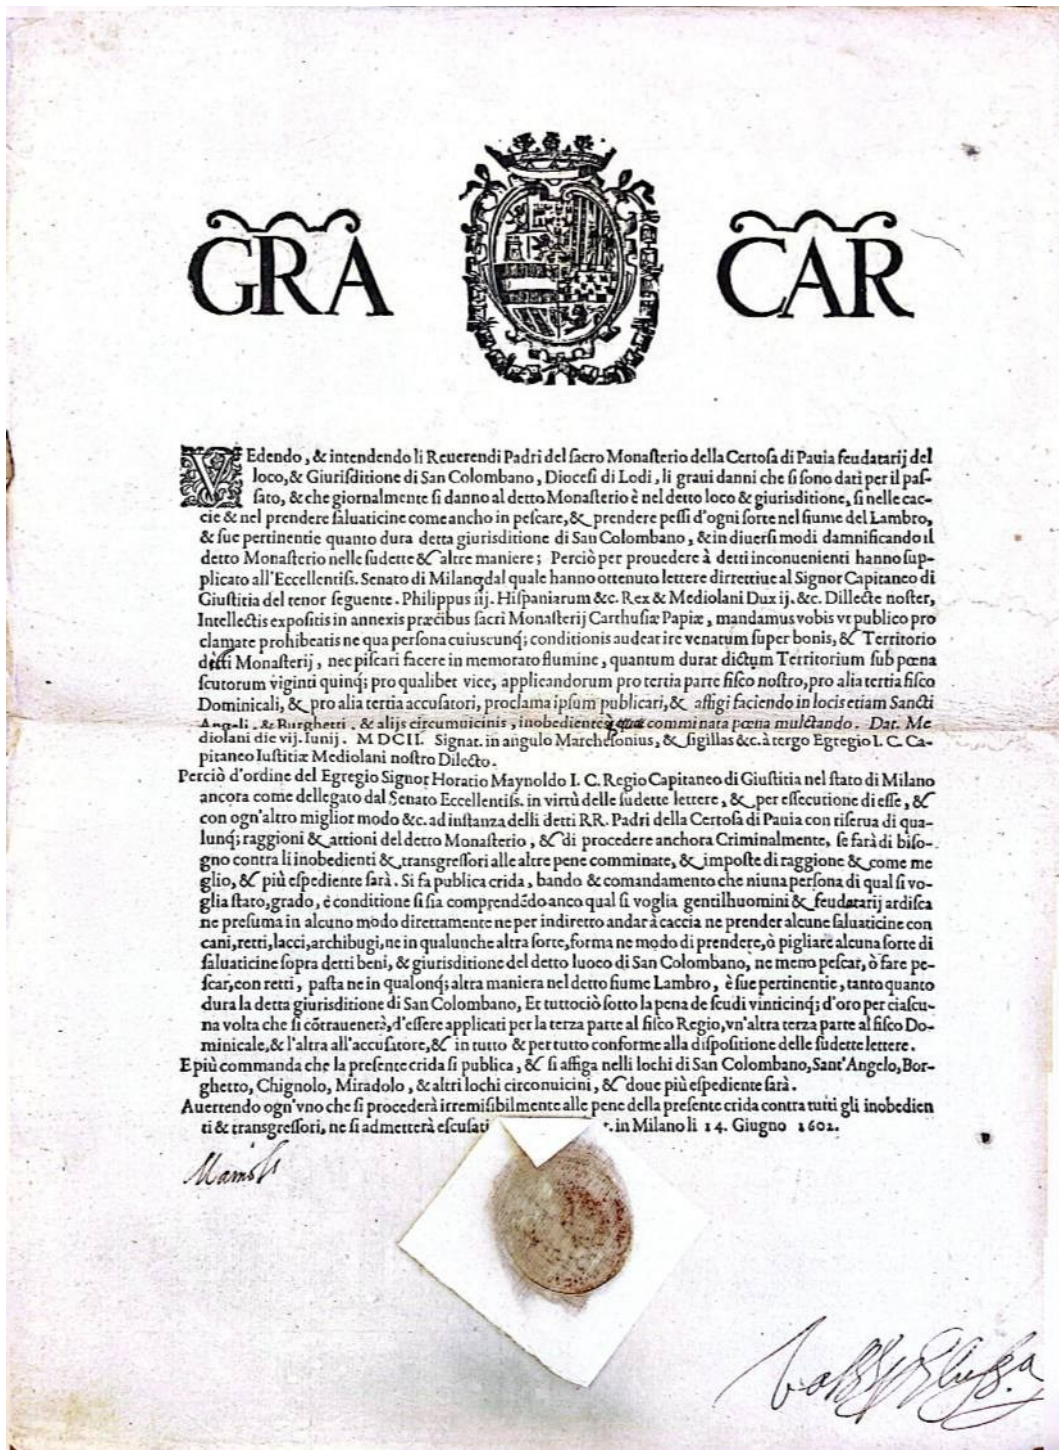 GRA CAR
VEdendo, & intendendo li Reuerendi Padri del ſacro Monaſterio della Certoſa di Pauia feudatarij del
loco, & Giuriſditione di San Colombano, Dioceſi di Lodi, li graui danni che ſi ſono dati per il paſ-
ſato, & che giornalmente ſi danno al detto Monaſterio è nel detto loco & giurisditione, ſi nelle cac-
cie & nel prendere ſaluaticine come ancho in peſcare, & prendere peſſi d'ogni ſorte nel fiume del Lambro,
& ſue pertinentie quanto dura detta giurisditione di San Colombano, & in diuerſi modi damnificando il
detto Monaſterio nelle ſudette & altre maniere; Perciò per prouedere à detti inconuenienti hanno ſup-
plicato all'Eccellentiſs. Senato di Milano, dal quale hanno ottenuto lettere dirrettiue al Signor Capitaneo di
Giuſtitia del tenor ſeguente. Philippus iij. Hiſpaniarum &c. Rex & Mediolani Dux ij. &c. Dillecte noſter,
Intellectis expoſitis in annexis præcibus ſacri Monaſterij Carthuſiæ Papiæ, mandamus vobis vt publico pro
clamate prohibeatis ne qua perſona cuiuscunq; conditionis audeat ire venatum ſuper bonis, & Territorio
dicti Monaſterij, nec piſcari facere in memorato flumine, quantum durat dictum Territorium ſub pœna
ſcutorum viginti quinq; pro qualibet vice, applicandorum pro tertia parte fiſco noſtro, pro alia tertia fiſco
Dominicali, & pro alia tertia accuſatori, proclama ipſum publicari, & affigi faciendo in locis etiam Sancti
Angeli, & Burghetti, & alijs circumuicinis, inobedientes comminata pœna mulctando. Dat. Me
diolani die vij. Iunij. MDCII. Signat. in angulo Marcheſonius, & ſigillas &c. à tergo Egregio I. C. Ca-
pitaneo Iuſtitiæ Mediolani noſtro Dilecto.
Perciò d'ordine del Egregio Signor Horatio Maynoldo I. C. Regio Capitaneo di Giuſtitia nel ſtato di Milano
ancora come dellegato dal Senato Eccellentiſs. in virtù delle ſudette lettere, & per eſſecutione di eſſe, &
con ogn'altro miglior modo &c. ad inſtanza delli detti RR. Padri della Certoſa di Pauia con riſerua di qua-
lunq; raggioni & attioni del detto Monaſterio, & di procedere anchora Criminalmente, ſe farà di biſo-
gno contra li inobedienti & transgreſſori alle altre pene comminate, & impoſte di raggione & come me
glio, & più eſpediente ſarà. Si fa publica crida, bando & comandamento che niuna perſona di qual ſi vo-
glia ſtato, grado, è conditione ſi ſia comprendēdo anco qual ſi voglia gentilhuomini & feudatarij ardiſca
ne preſuma in alcuno modo direttamente ne per indiretto andar à caccia ne prender alcune ſaluaticine con
cani, retti, lacci, archibugi, ne in qualunche altra ſorte, forma ne modo di prendere, ò pigliare alcuna ſorte di
ſaluaticine ſopra detti beni, & giurisditione del detto luoco di San Colombano, ne meno peſcar, ò fare pe-
ſcar, con retti, paſta ne in qualonq; altra maniera nel detto fiume Lambro, è ſue pertinentie, tanto quanto
dura la detta giurisditione di San Colombano, Et tuttociò ſotto la pena de ſcudi vinticinq; d'oro per ciaſcu-
na volta che ſi cōtrauenerà, d'eſſere applicati per la terza parte al fiſco Regio, vn'altra terza parte al fiſco Do-
minicale, & l'altra all'accuſatore, & in tutto & per tutto conforme alla diſpoſitione delle ſudette lettere.
E più commanda che la preſente crida ſi publica, & ſi affiga nelli lochi di San Colombano, Sant'Angelo, Bor-
ghetto, Chignolo, Miradolo, & altri lochi circonuicini, & doue più eſpediente ſarà.
Auertendo ogn'vno che ſi procederà irremiſibilmente alle pene della preſente crida contra tutti gli inobedien
ti & transgreſſori, ne ſi admetterà eſcuſati in Milano li 14. Giugno 1602.